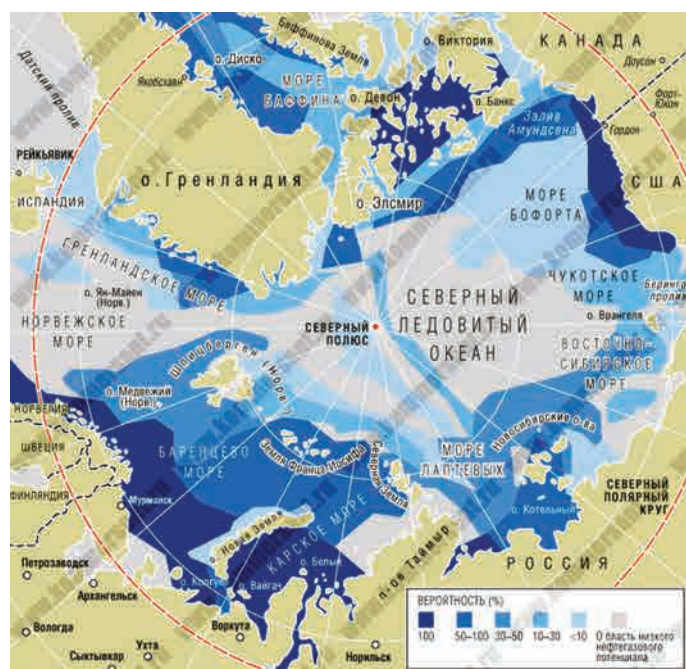 КАНАДА
о. Виктория
Баффинова Земля
Доусон
о. Диско
Якобсхавн
МОРЕ
БАФФИНА
о. Девон
о. Банкс
Форт-
Юкон
Датский пролив
Залив
Амундсена
Гордон
РЕЙКЬЯВИК
о. Гренландия
США
ИСЛАНДИЯ
о. Элсмир
МОРЕ
БОФОРТА
ГРЕНЛАНДСКОЕ МОРЕ
ЧУКОТСКОЕ
МОРЕ
Берингов
пролив
о. Ян-Майен
(Норв.)
СЕВЕРНЫЙ
ЛЕДОВИТЫЙ
ОКЕАН
о. Врангеля
НОРВЕЖСКОЕ
МОРЕ
СЕВЕРНЫЙ
ПОЛЮС
ВОСТОЧНО-
СИБИРСКОЕ
МОРЕ
Шпицберген (Норв.)
о. Медвежий
(Норв.)
НОРВЕГИЯ
Новосибирские о-ва
ШВЕЦИЯ
БАРЕНЦЕВО
МОРЕ
Земля Франца-Иосифа
Северная Земля
МОРЕ
ЛАПТЕВЫХ
ФИНЛЯНДИЯ
СЕВЕРНЫЙ
ПОЛЯРНЫЙ
КРУГ
Мурманск
о. Котельный
о. Новая Земля
КАРСКОЕ МОРЕ
Петрозаводск
о. Колгуев
о. Вайгач
о. Белый
п-ов Таймыр
РОССИЯ
Архангельск
Вологда
Воркута
Ухта
Сыктывкар
Норильск
ВЕРОЯТНОСТЬ (%)
100
50–100
30–50
10–30
<10
О бласть низкого
нефтегазового
потенциала